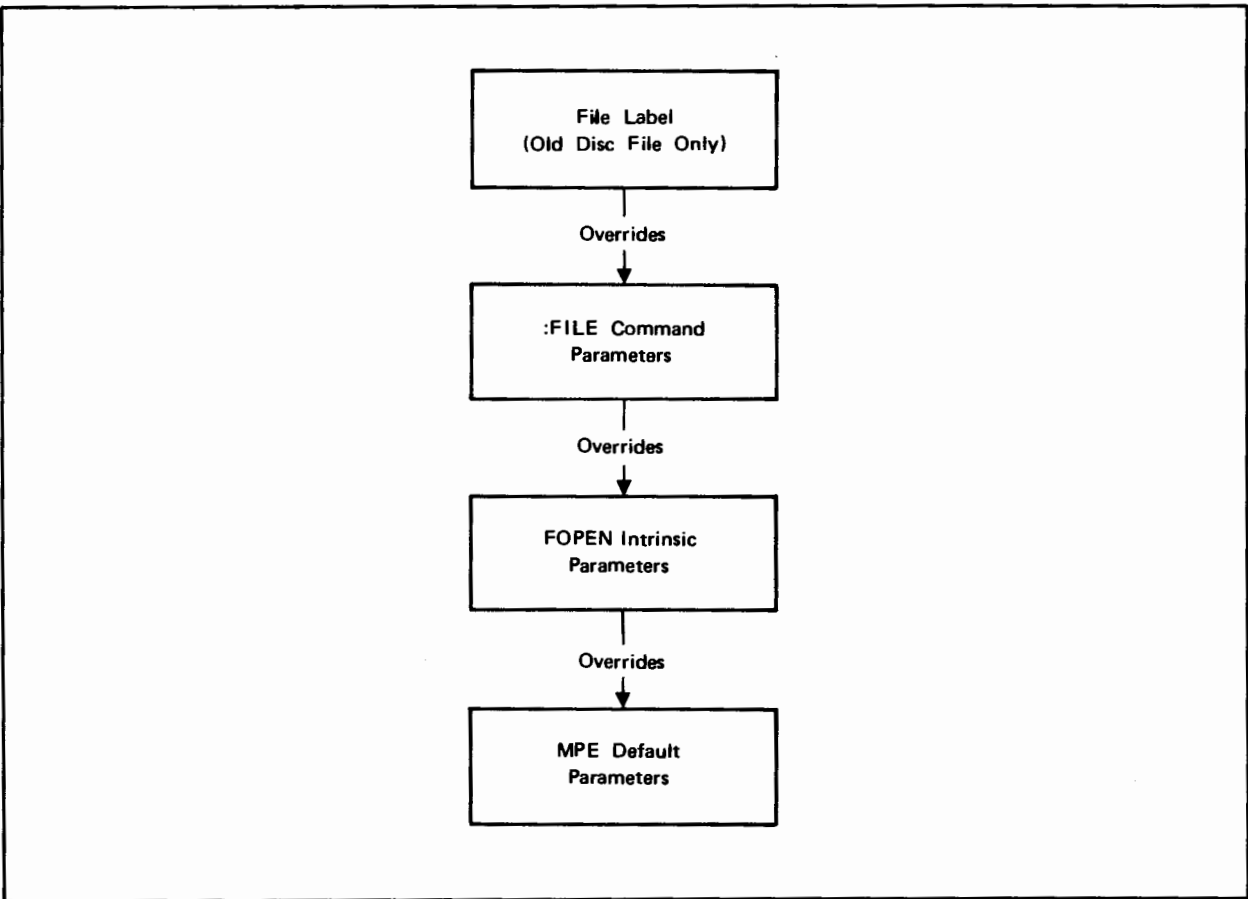 File Label
(Old Disc File Only)
Overrides
:FILE Command
Parameters
Overrides
FOPEN Intrinsic
Parameters
Overrides
MPE Default
Parameters